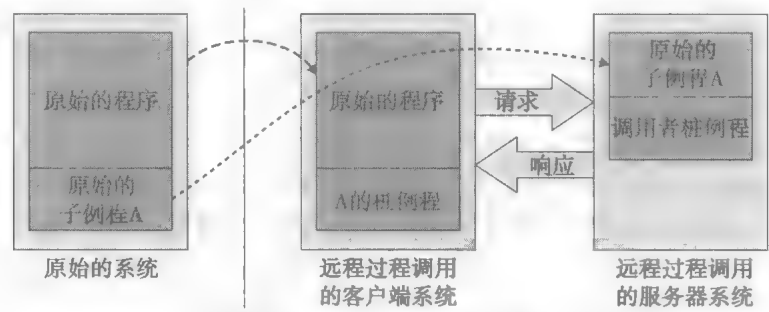 原始的程序
原始的
子例程A
原始的系统
原始的程序
A的桩例程
远程过程调用
的客户端系统
请求
响应
原始的
子例程A
调用者桩例程
远程过程调用
的服务器系统